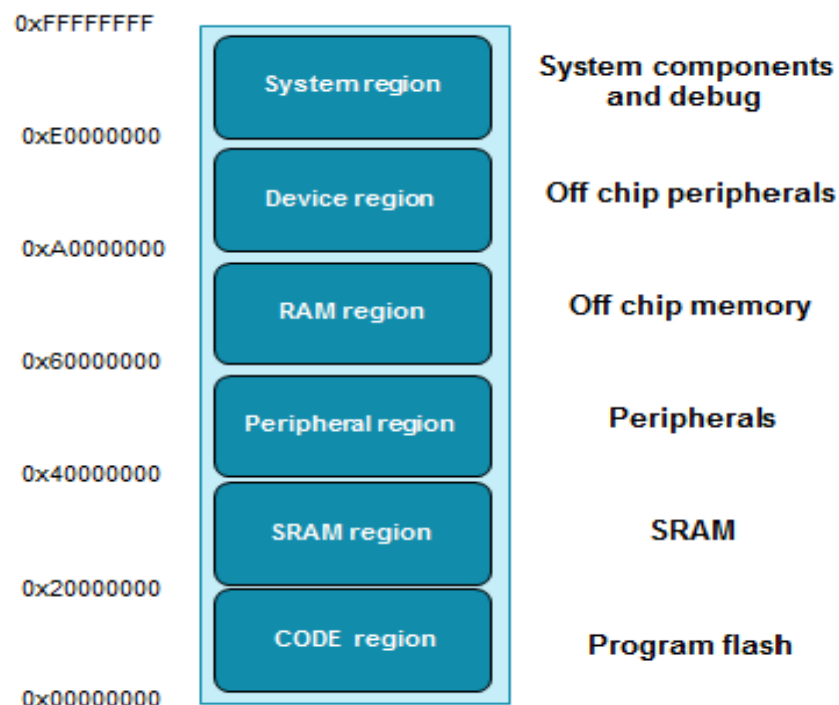 0xFFFFFFFF
System region
System components
and debug
0xE0000000
Device region
Off chip peripherals
0xA0000000
RAM region
Off chip memory
0x60000000
Peripheral region
Peripherals
0x40000000
SRAM region
SRAM
0x20000000
CODE region
Program flash
0x00000000